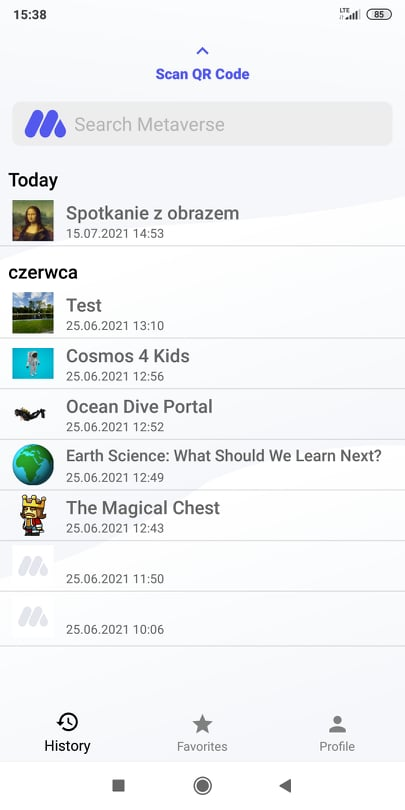 15:38
LTE
85
Scan QR Code
Search Metaverse
Today
Spotkanie z obrazem
15.07.2021 14:53
czerwca
Test
25.06.2021 13:10
Cosmos 4 Kids
25.06.2021 12:56
Ocean Dive Portal
25.06.2021 12:52
Earth Science: What Should We Learn Next?
25.06.2021 12:49
The Magical Chest
25.06.2021 12:43
25.06.2021 11:50
25.06.2021 10:06
History
Favorites
Profile